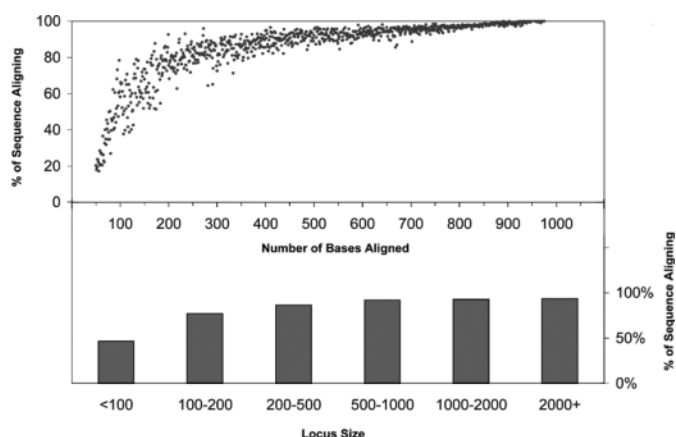 % of Sequence Aligning
100
80
60
40
20
0
100 200 300 400 500 600 700 800 900 1000
Number of Bases Aligned
% of Sequence Aligning
100%
50%
0%
<100 100-200 200-500 500-1000 1000-2000 2000+
Locus Size